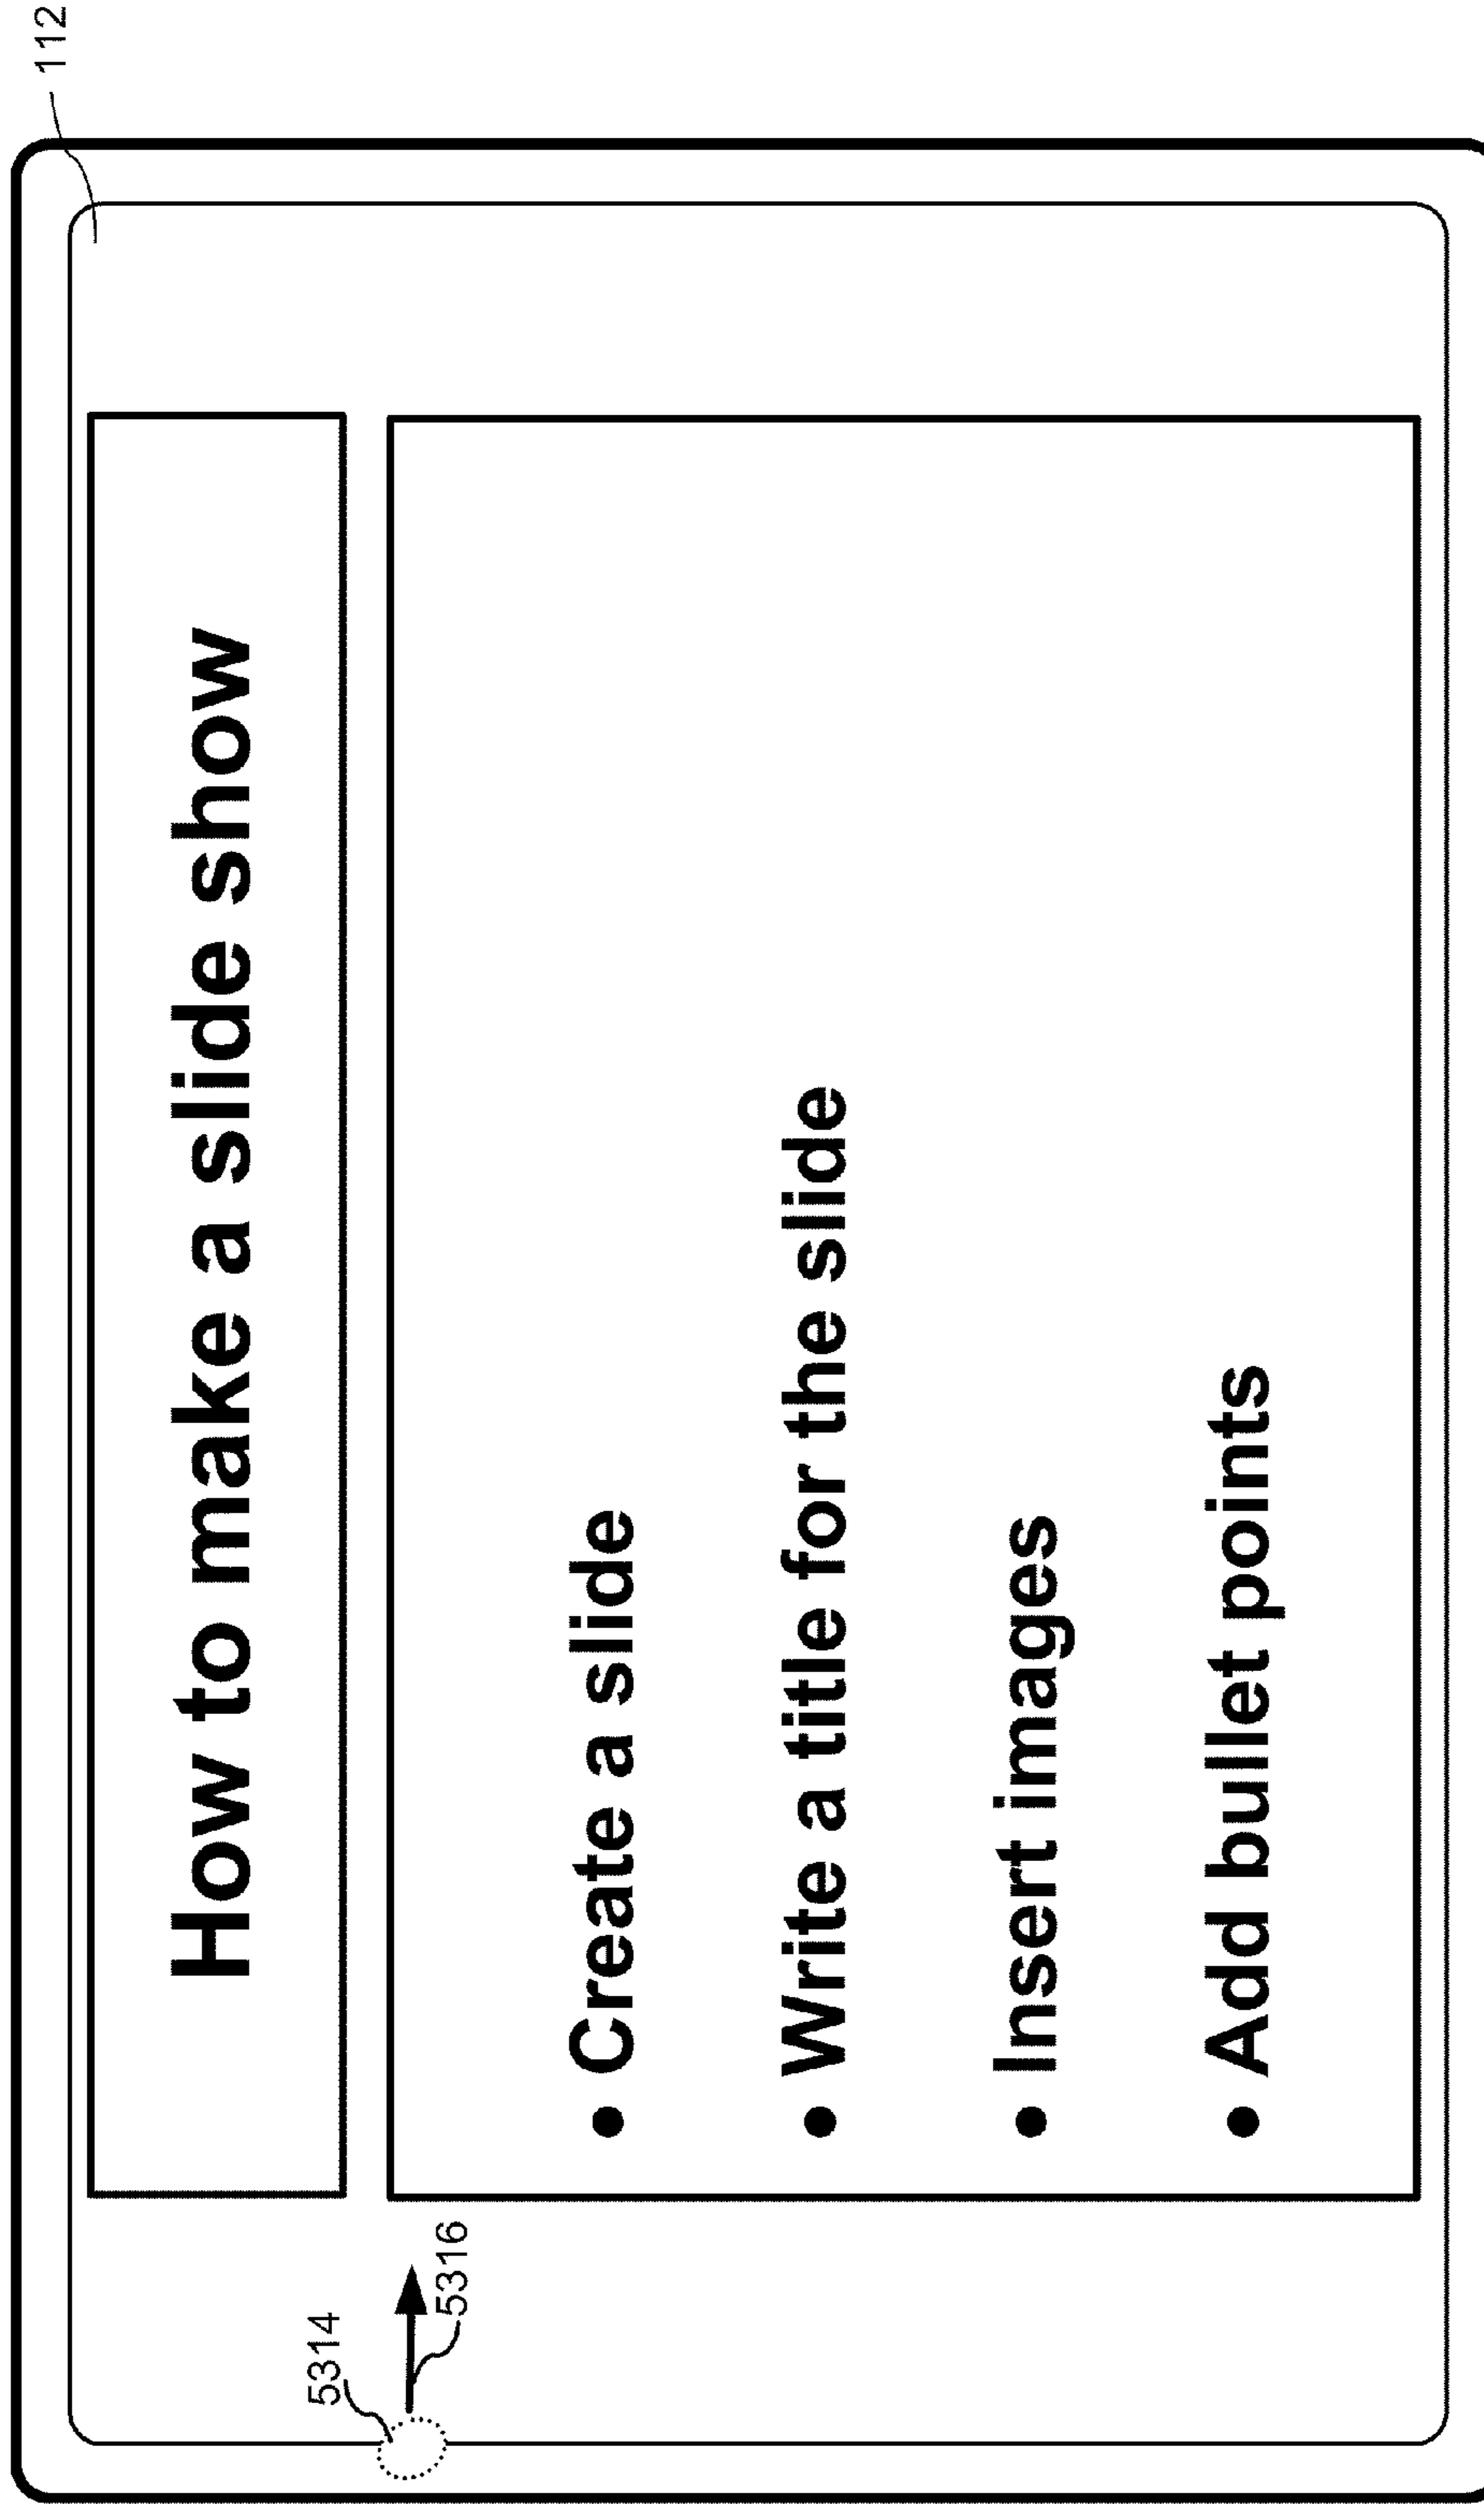 112
How to make a slide show
5314
5316
• Create a slide
• Write a title for the slide
• Insert images
• Add bullet points